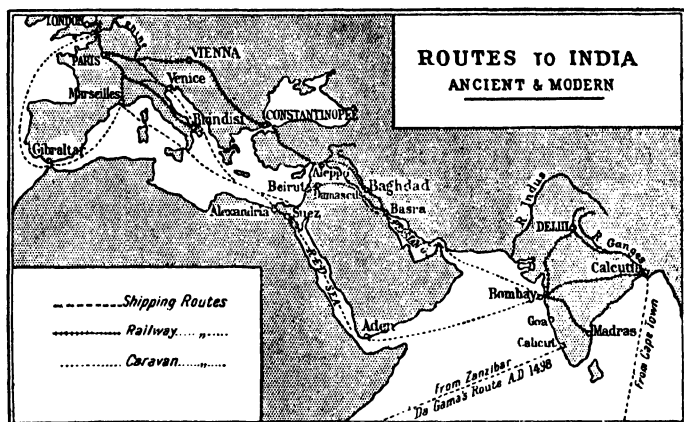 ROUTES TO INDIA
ANCIENT & MODERN
LONDON
Rhine
PARIS
VIENNA
Venice
Marseilles
Brindisi
CONSTANTINOPLE
Gibraltar
Aleppo
Beirut
Damascus
Baghdad
Alexandria
Suez
Basra
RED SEA
Aden
R. Indus
DELHI
R. Ganges
Calcutta
Bombay
Goa
Madras
Calicut
From Zanzibar
Da Gama's Route A.D 1498
From Cape Town
Shipping Routes
Railway „
Caravan „